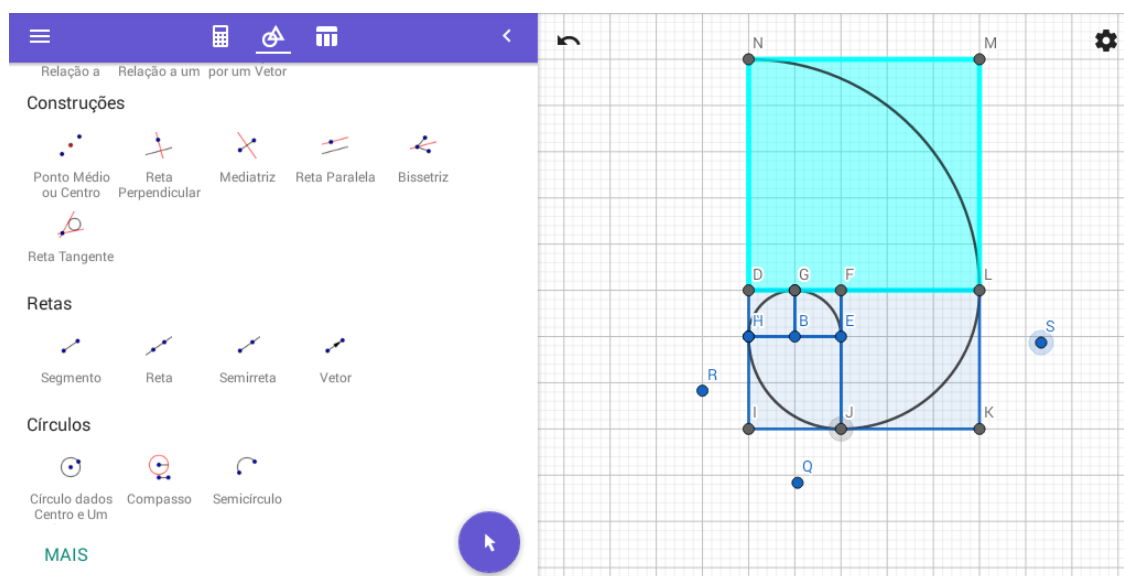 Relação a Relação a um por um Vetor
Construções
Ponto Médio ou Centro
Reta Perpendicular
Mediatriz
Reta Paralela
Bissetriz
Reta Tangente
Retas
Segmento
Reta
Semirreta
Vetor
Círculos
Círculo dados Centro e Um
Compasso
Semicírculo
MAIS
N
M
D
G
F
L
H
B
E
S
R
I
J
K
Q